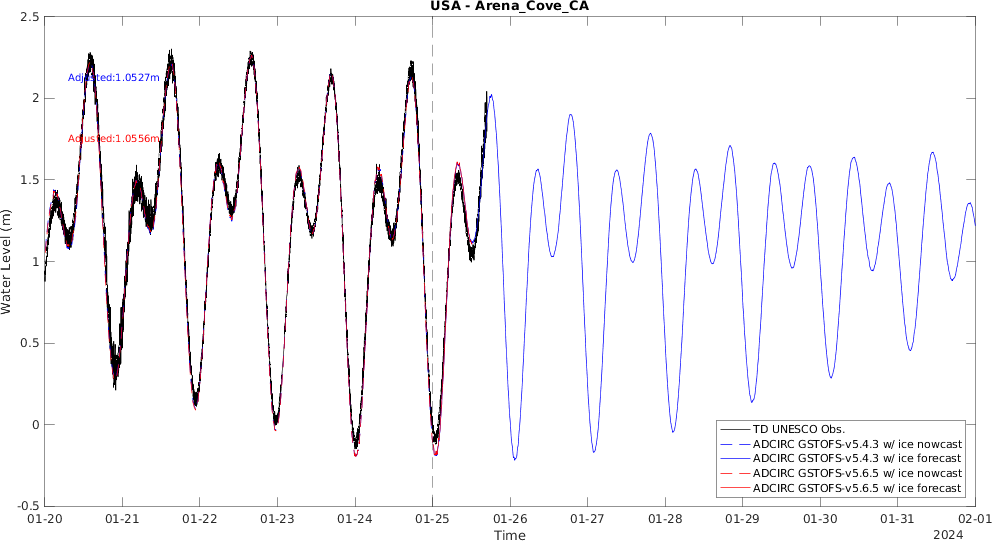 USA - Arena_Cove_CA
2.5
2
1.5
1
0.5
0
-0.5
Water Level (m)
Adjusted:1.0527m
Adjusted:1.0556m
TD UNESCO Obs.
ADCIRC GSTOFS-v5.4.3 w/ ice nowcast
ADCIRC GSTOFS-v5.4.3 w/ ice forecast
ADCIRC GSTOFS-v5.6.5 w/ ice nowcast
ADCIRC GSTOFS-v5.6.5 w/ ice forecast
01-20 01-21 01-22 01-23 01-24 01-25 01-26 01-27 01-28 01-29 01-30 01-31 02-01
Time
2024